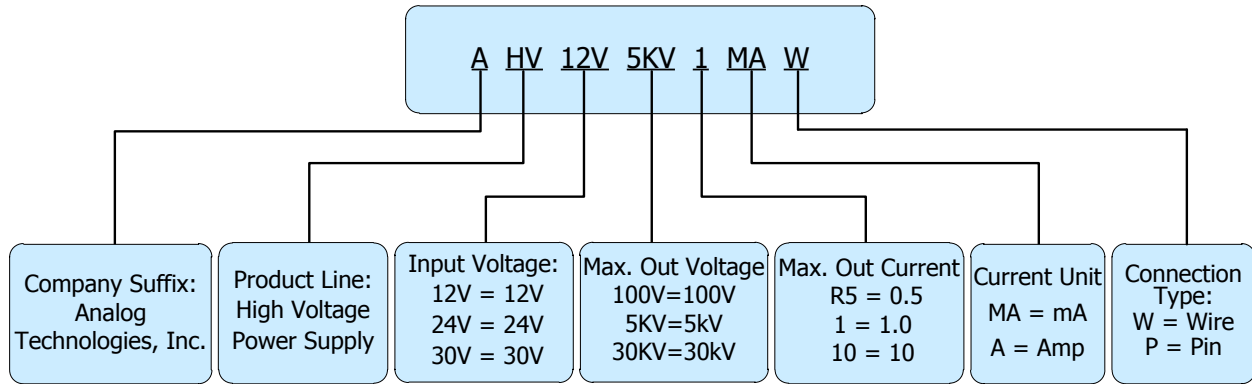 A HV 12V 5KV 1 MA W
Company Suffix:
Analog
Technologies, Inc.
Product Line:
High Voltage
Power Supply
Input Voltage:
12V = 12V
24V = 24V
30V = 30V
Max. Out Voltage
100V=100V
5KV=5kV
30KV=30kV
Max. Out Current
R5 = 0.5
1 = 1.0
10 = 10
Current Unit
MA = mA
A = Amp
Connection
Type:
W = Wire
P = Pin